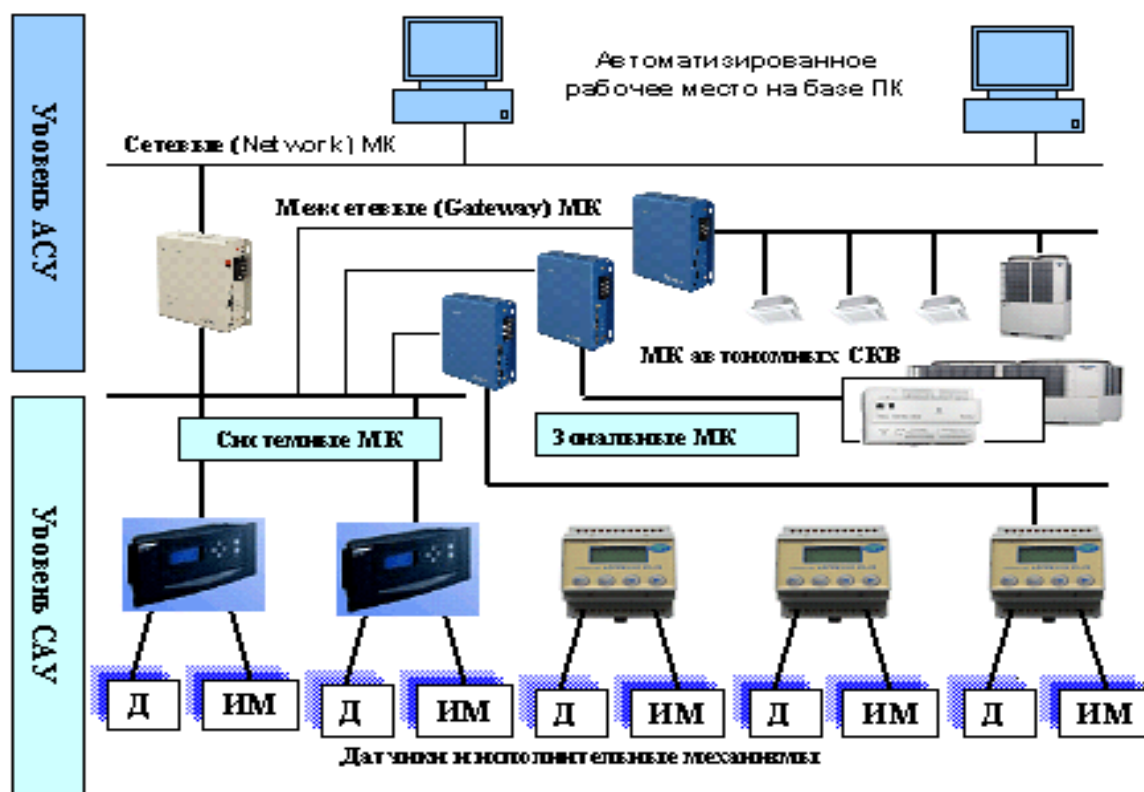 Уровень АСУ
Автоматизированное
рабочее место на базе ПК
Сетевые (Network) МК
Межсетевые (Gateway) МК
МК автономных СКВ
Уровень САУ
Системные МК
Зональные МК
Д
ИМ
Д
ИМ
Д
ИМ
Д
ИМ
Д
ИМ
Датчики и исполнительные механизмы